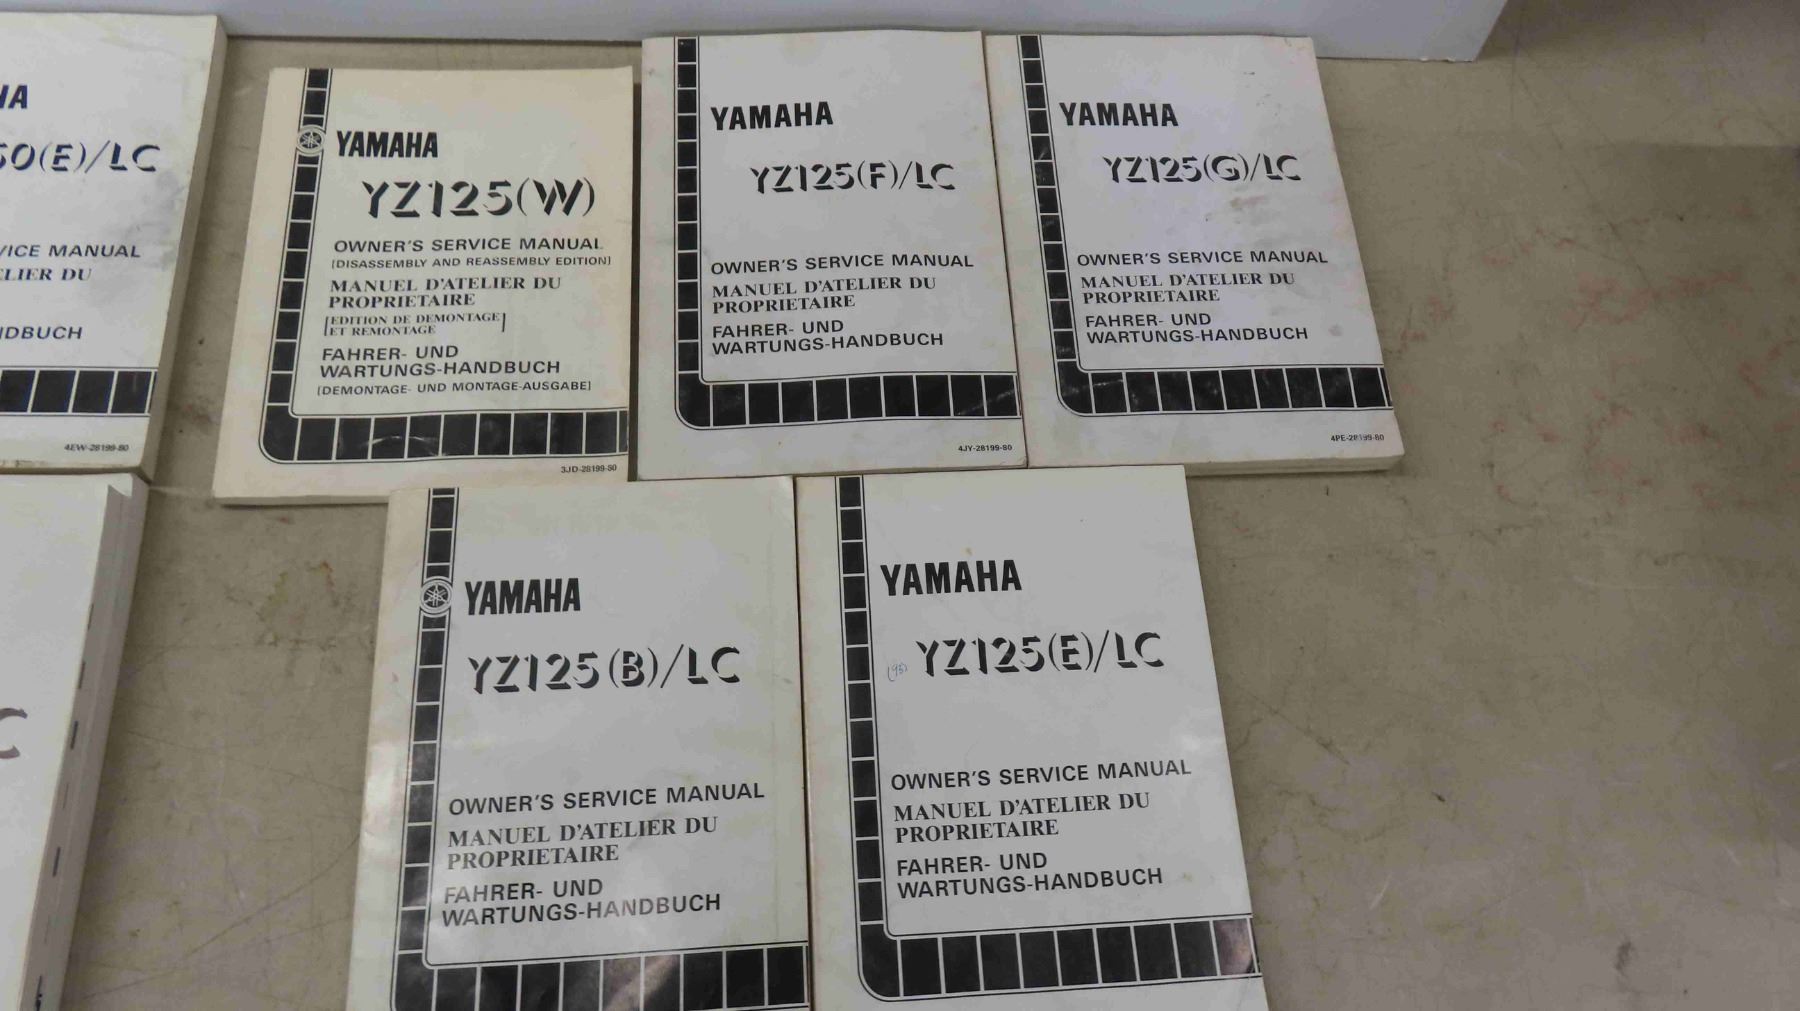 HA
50(E)/LC
VICE MANUAL
ELIER DU
NDBUCH
4EW-28199-80
YAMAHA
YZ125(W)
OWNER'S SERVICE MANUAL
(DISASSEMBLY AND REASSEMBLY EDITION)
MANUEL D'ATELIER DU
PROPRIETAIRE
[EDITION DE DEMONTAGE
ET REMONTAGE]
FAHRER- UND
WARTUNGS-HANDBUCH
(DEMONTAGE- UND MONTAGE-AUSGABE)
3JD-28199-80
YAMAHA
YZ125(F)/LC
OWNER'S SERVICE MANUAL
MANUEL D'ATELIER DU
PROPRIETAIRE
FAHRER- UND
WARTUNGS-HANDBUCH
4JY-28199-80
YAMAHA
YZ125(G)/LC
OWNER'S SERVICE MANUAL
MANUEL D'ATELIER DU
PROPRIETAIRE
FAHRER- UND
WARTUNGS-HANDBUCH
4PE-28199-80
C
YAMAHA
YZ125(B)/LC
OWNER'S SERVICE MANUAL
MANUEL D'ATELIER DU
PROPRIETAIRE
FAHRER- UND
WARTUNGS-HANDBUCH
YAMAHA
(93) YZ125(E)/LC
OWNER'S SERVICE MANUAL
MANUEL D'ATELIER DU
PROPRIETAIRE
FAHRER- UND
WARTUNGS-HANDBUCH